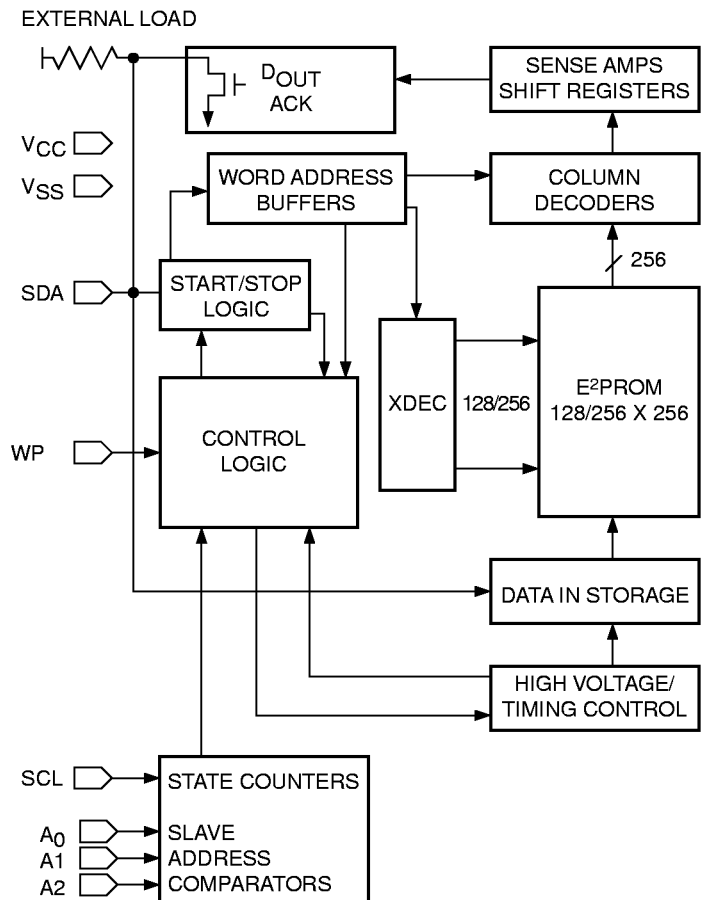 EXTERNAL LOAD
DOUT
ACK
SENSE AMPS
SHIFT REGISTERS
VCC
VSS
WORD ADDRESS
BUFFERS
COLUMN
DECODERS
256
SDA
START/STOP
LOGIC
XDEC
128/256
E²PROM
128/256 X 256
WP
CONTROL
LOGIC
DATA IN STORAGE
HIGH VOLTAGE/
TIMING CONTROL
SCL
STATE COUNTERS
A0
SLAVE
A1
ADDRESS
A2
COMPARATORS